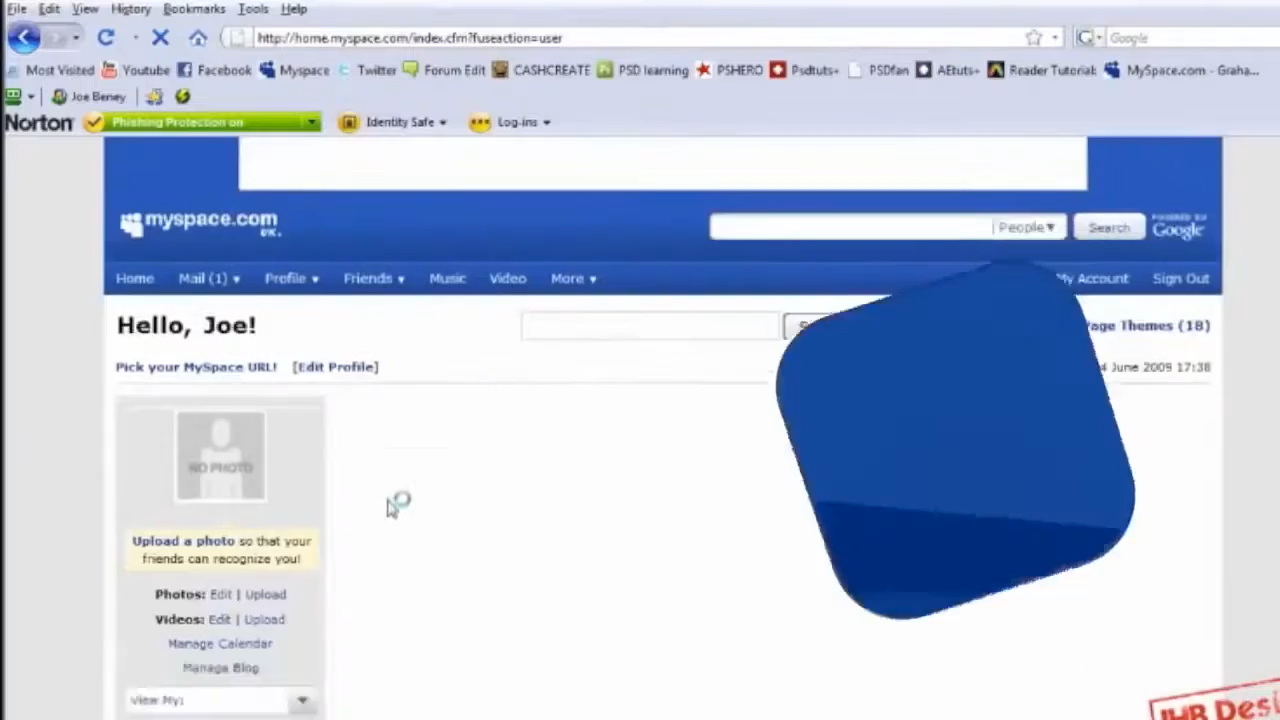 File Edit View History Bookmarks Tools Help
http://home.myspace.com/index.cfm?fuseaction=user
Google
Most Visited Youtube Facebook Myspace Twitter Forum Edit CASHCREATE PSD learning PSHERO Psdtuts+ PSDfan AEtuts+ Reader Tutorial: MySpace.com - Graha...
Joe Beney
Norton Phishing Protection on Identity Safe Log-ins
myspace.com
UK.
People Search
POWERED BY
Google
Home Mail (1) Profile Friends Music Video More My Account Sign Out
Hello, Joe!
Page Themes (18)
Pick your MySpace URL! [Edit Profile]
4 June 2009 17:38
NO PHOTO
Upload a photo so that your
friends can recognize you!
Photos: Edit | Upload
Videos: Edit | Upload
Manage Calendar
Manage Blog
View My: